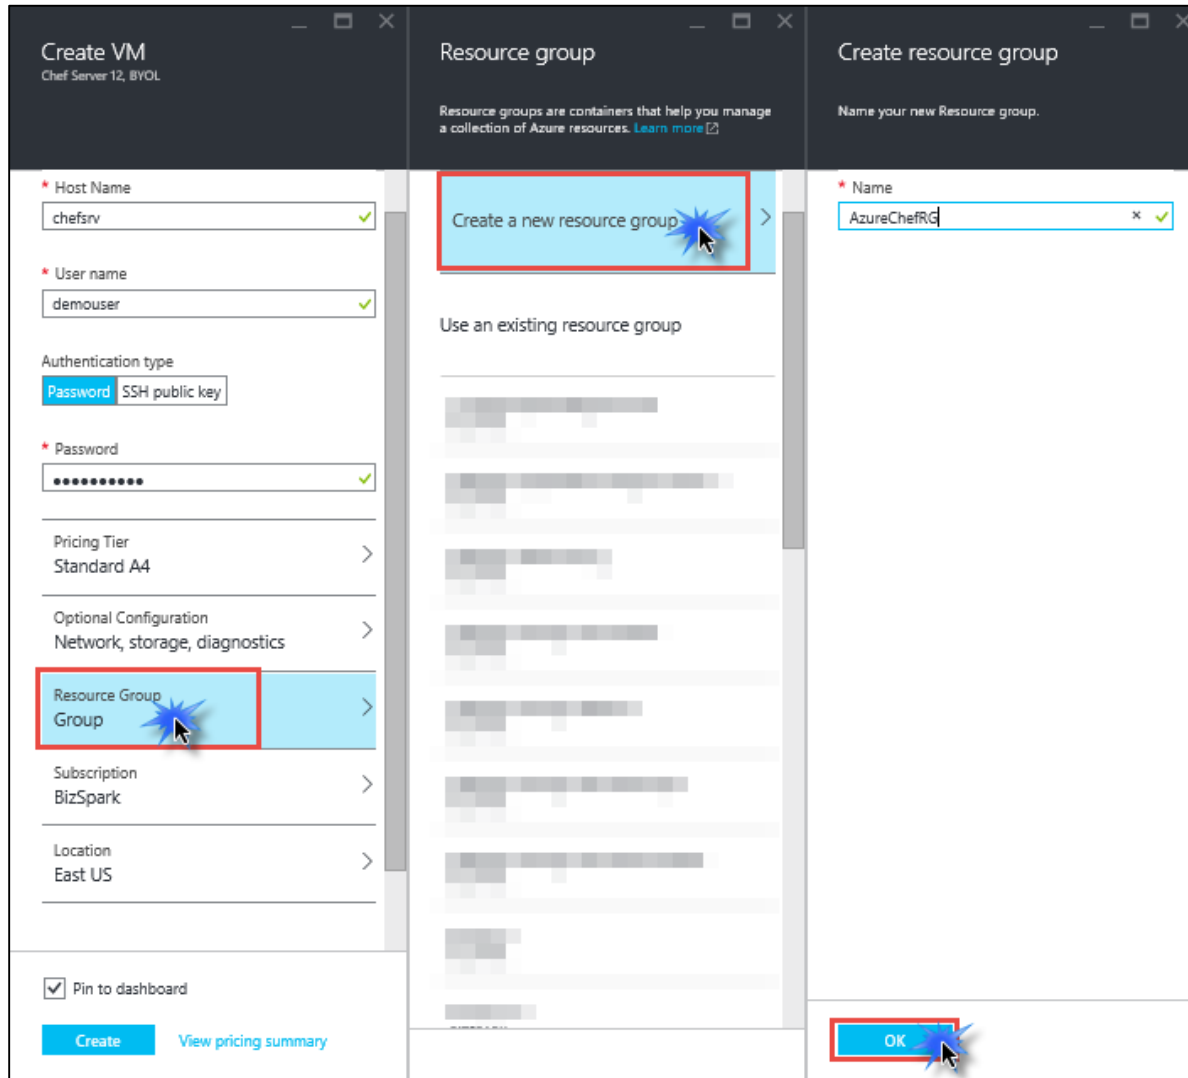 Create VM
Chef Server 12, BYOL
* Host Name
chefsrv
* User name
demouser
Authentication type
Password SSH public key
* Password
••••••••••
Pricing Tier
Standard A4
Optional Configuration
Network, storage, diagnostics
Resource Group
Group
Subscription
BizSpark
Location
East US
Pin to dashboard
Create View pricing summary
Resource group
Resource groups are containers that help you manage
a collection of Azure resources. Learn more
Create a new resource group
Use an existing resource group
Create resource group
Name your new Resource group.
* Name
AzureChefRG
OK